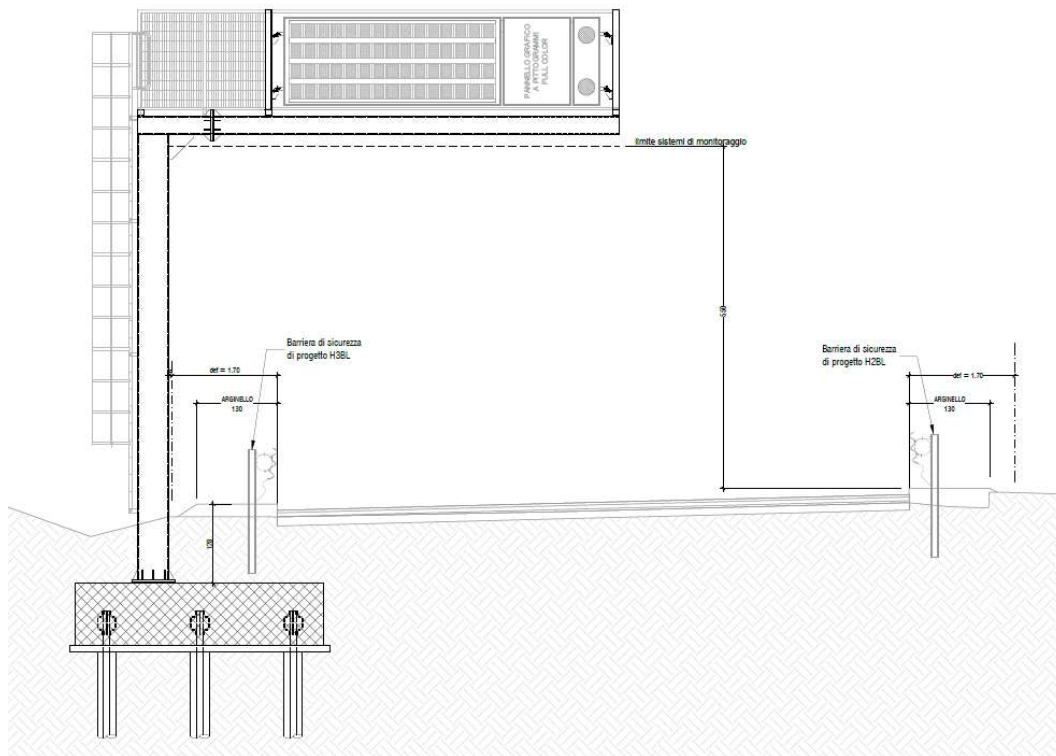 PANNELLO GRAFICO
A PITTOGRAMMI
FULL COLOR
limite sistemi di monitoraggio
550
Barriera di sicurezza
di progetto H3BL
Barriera di sicurezza
di progetto H2BL
def = 1.70
def = 1.70
ARGINELLO
130
ARGINELLO
130